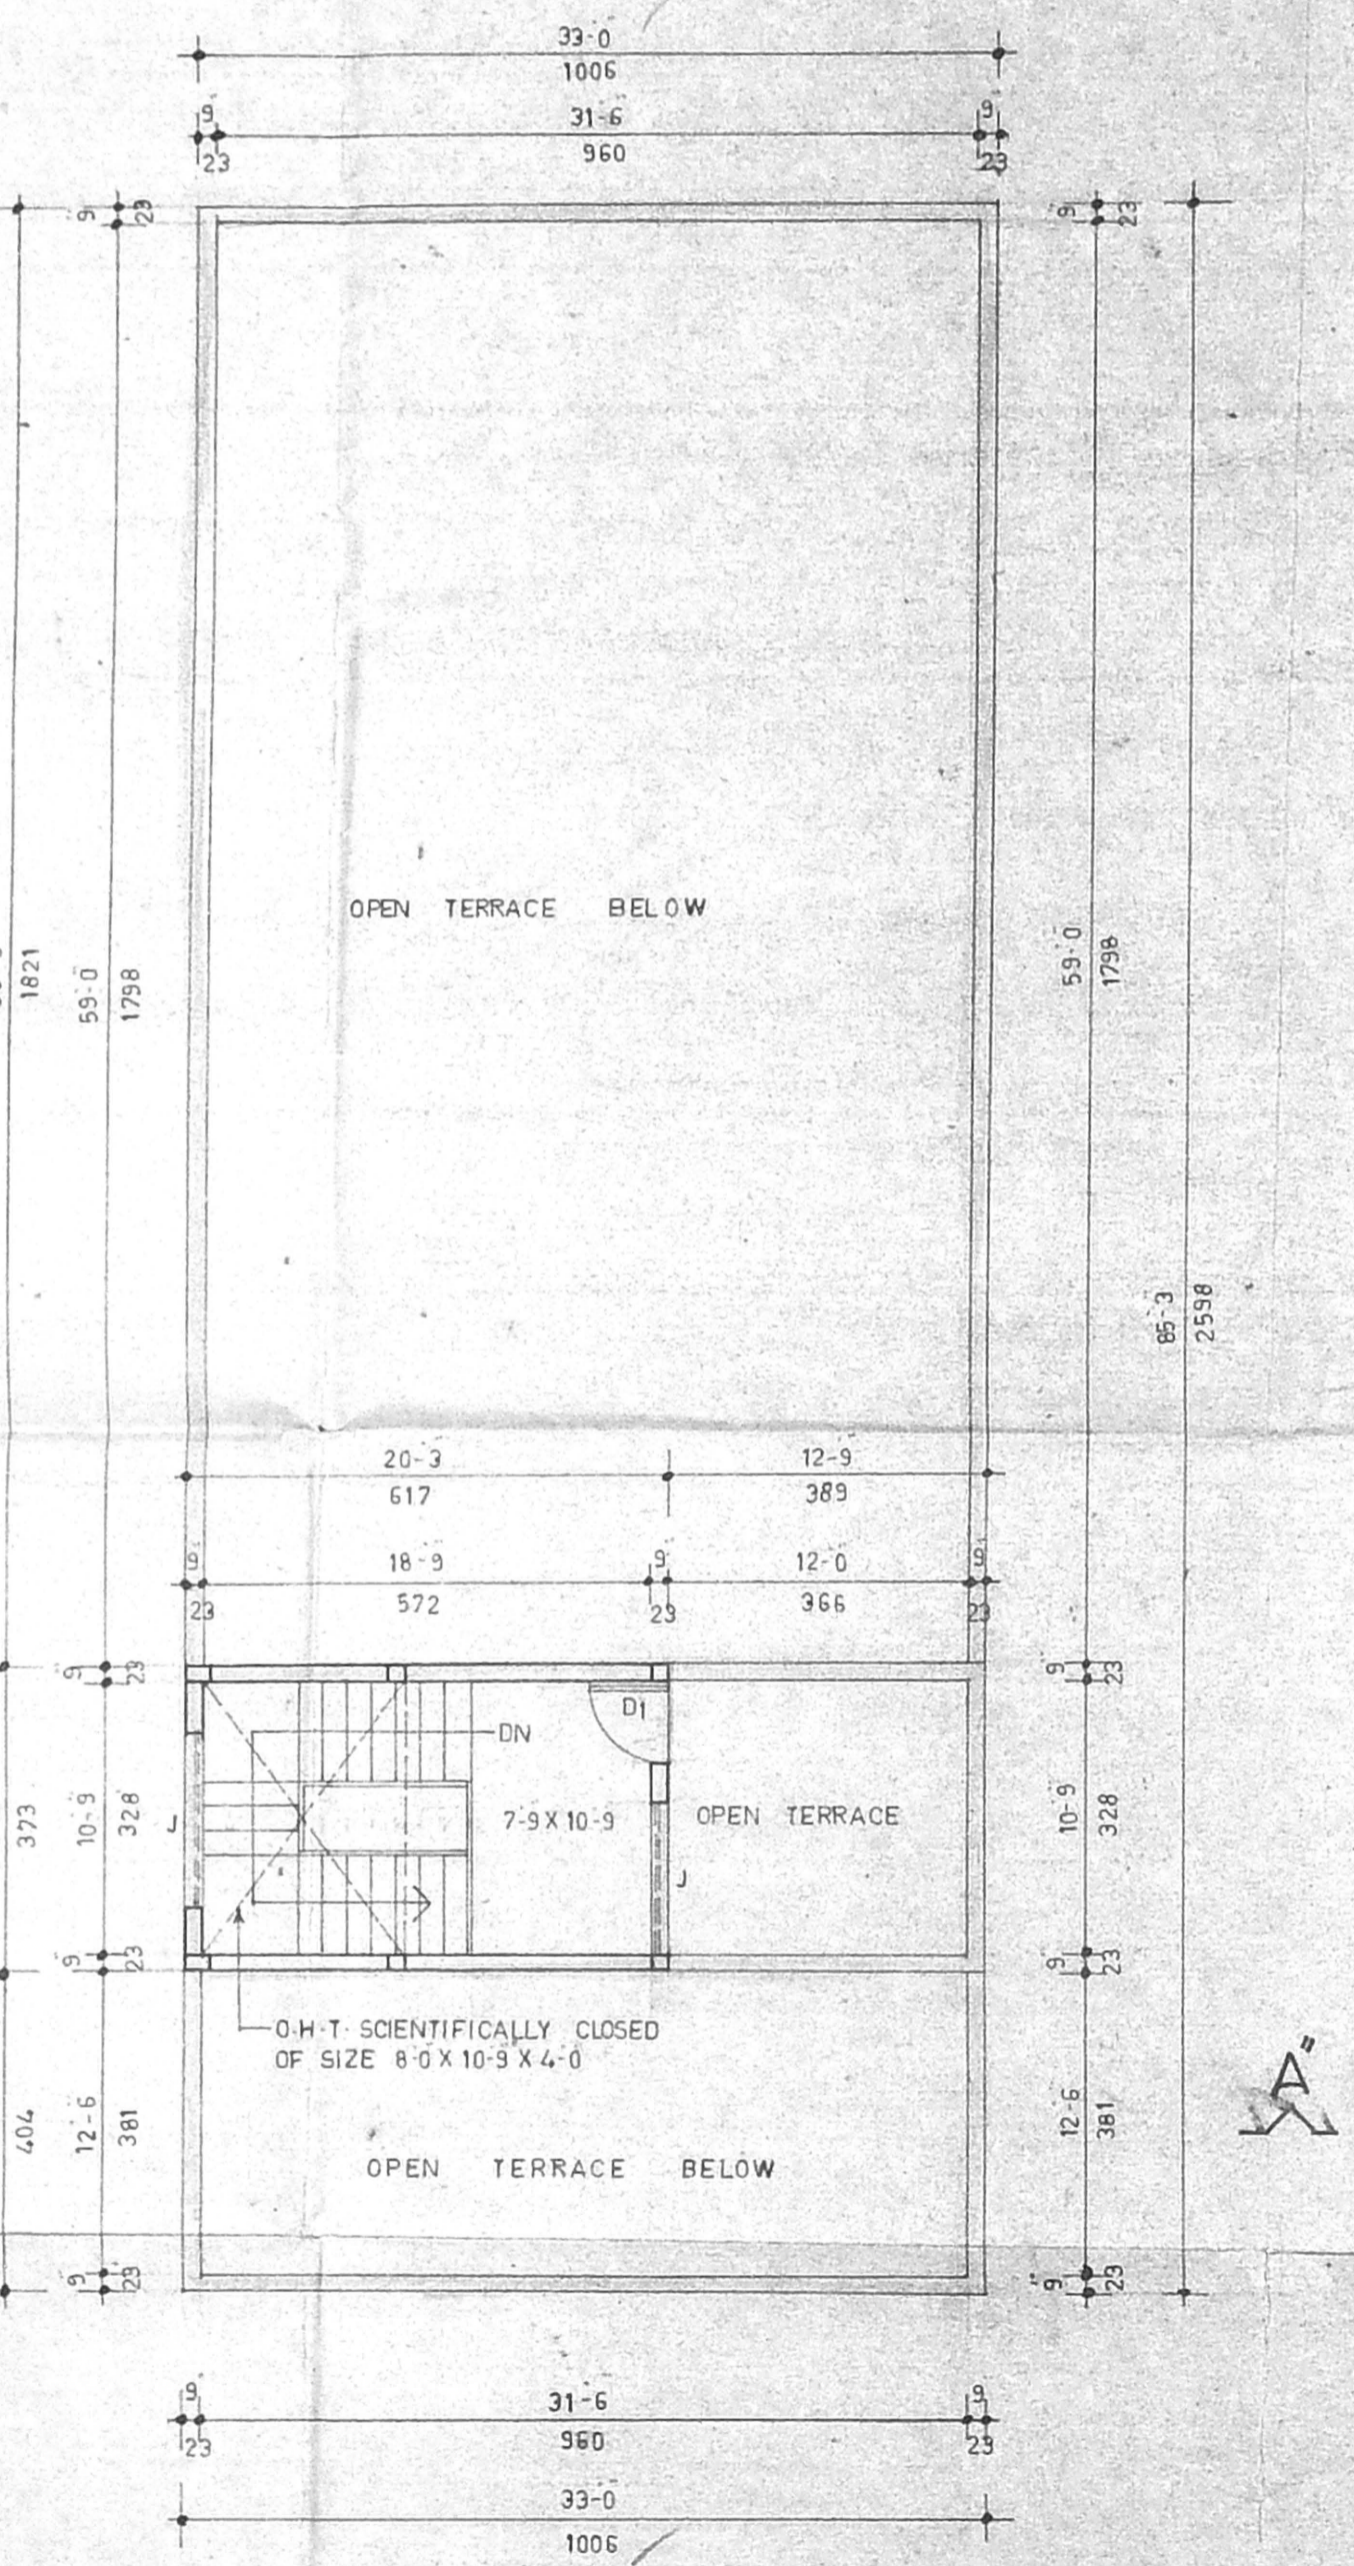 33'-0"
1006
9" 31'-6" 9"
23 960 23
9" 23
9" 23
OPEN TERRACE BELOW
1821
59'-0"
1798
59'-0"
1798
85'-3"
2598
20'-3" 12'-9"
617 389
9" 18'-9" 9" 12'-0" 9"
23 572 23 366 23
9" 23
9" 23
D1
DN
J
7'-9" X 10'-9"
OPEN TERRACE
J
373
10'-9"
328
10'-9"
328
9" 23
9" 23
O.H.T. SCIENTIFICALLY CLOSED
OF SIZE 8'-0" X 10'-9" X 4'-0"
404
12'-6"
381
12'-6"
381
"A"
OPEN TERRACE BELOW
9" 23
9" 23
9" 31'-6" 9"
23 960 23
33'-0"
1006